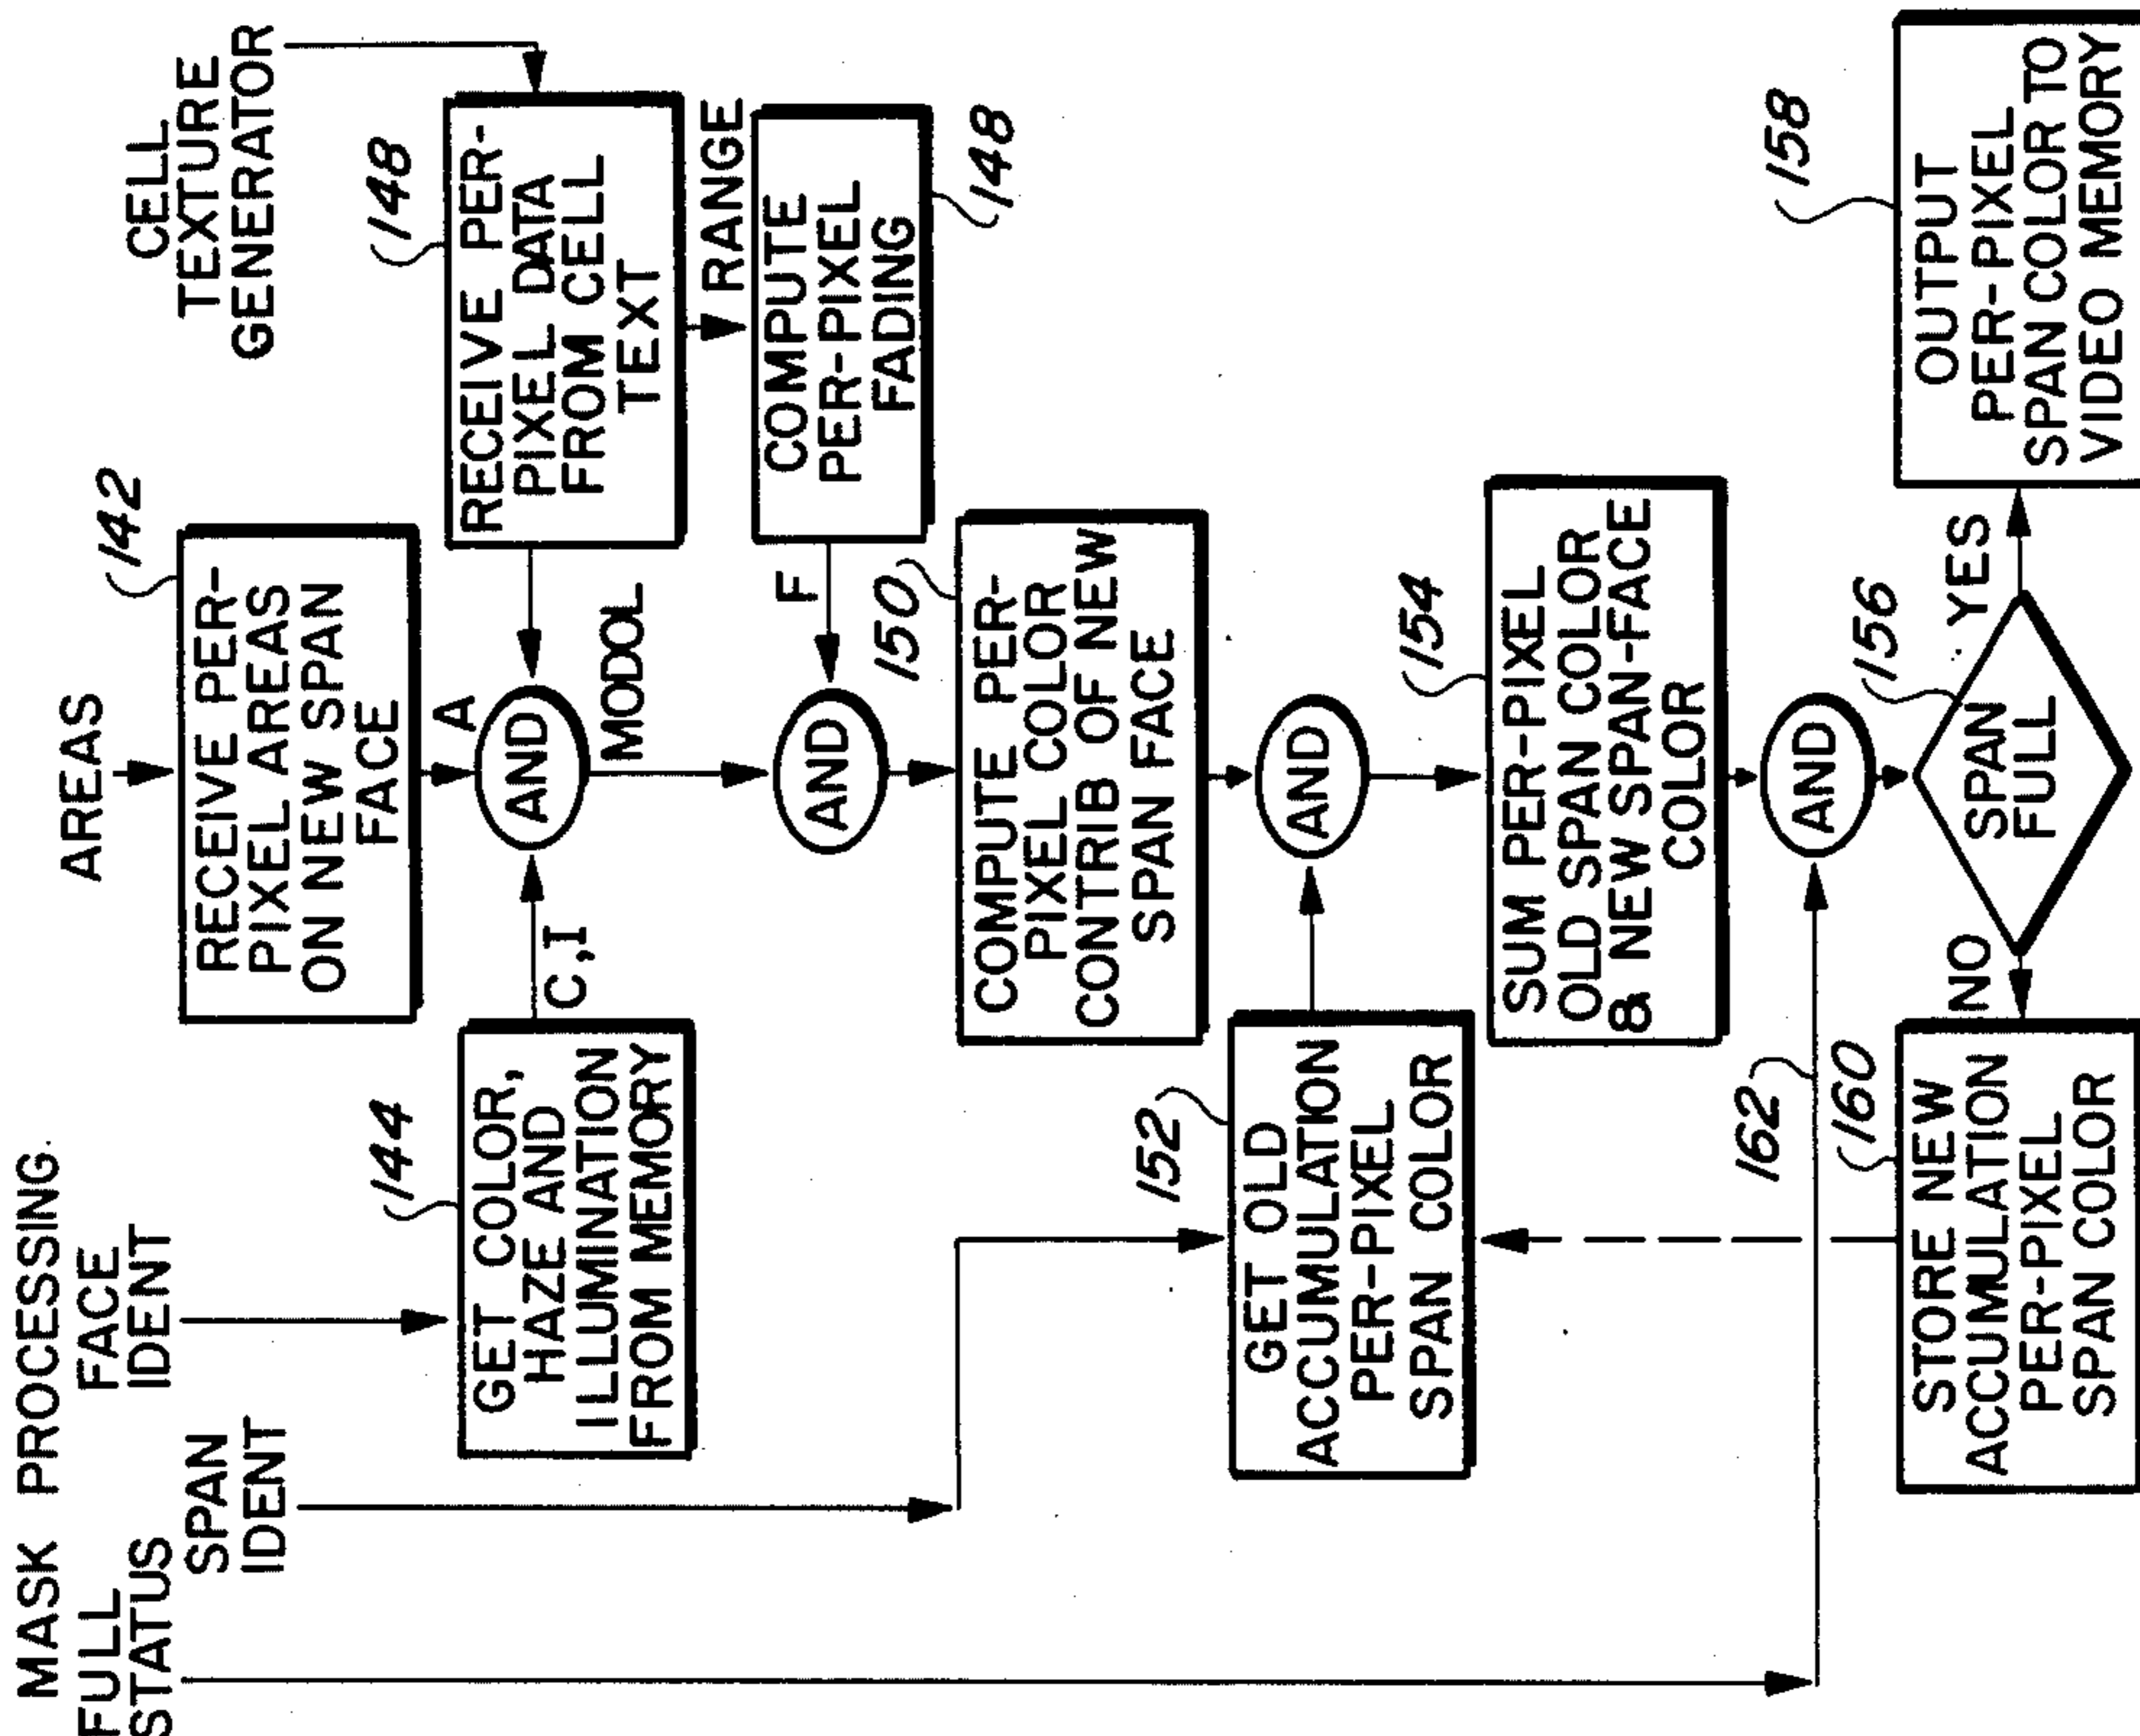 MASK PROCESSING
FULL
STATUS
SPAN
IDENT
FACE
IDENT
AREAS
CELL
TEXTURE
GENERATOR
142
RECEIVE PER-
PIXEL AREAS
ON NEW SPAN
FACE
144
GET COLOR,
HAZE AND
ILLUMINATION
FROM MEMORY
C,I
A
AND
MODOL
148
RECEIVE PER-
PIXEL DATA
FROM CELL
TEXT
RANGE
COMPUTE
PER-PIXEL
FADING
148
F
AND
150
COMPUTE PER-
PIXEL COLOR
CONTRIB OF NEW
SPAN FACE
152
GET OLD
ACCUMULATION
PER-PIXEL
SPAN COLOR
AND
154
SUM PER-PIXEL
OLD SPAN COLOR
& NEW SPAN-FACE
COLOR
162
AND
156
SPAN
FULL
NO
YES
160
STORE NEW
ACCUMULATION
PER-PIXEL
SPAN COLOR
158
OUTPUT
PER-PIXEL
SPAN COLOR TO
VIDEO MEMORY